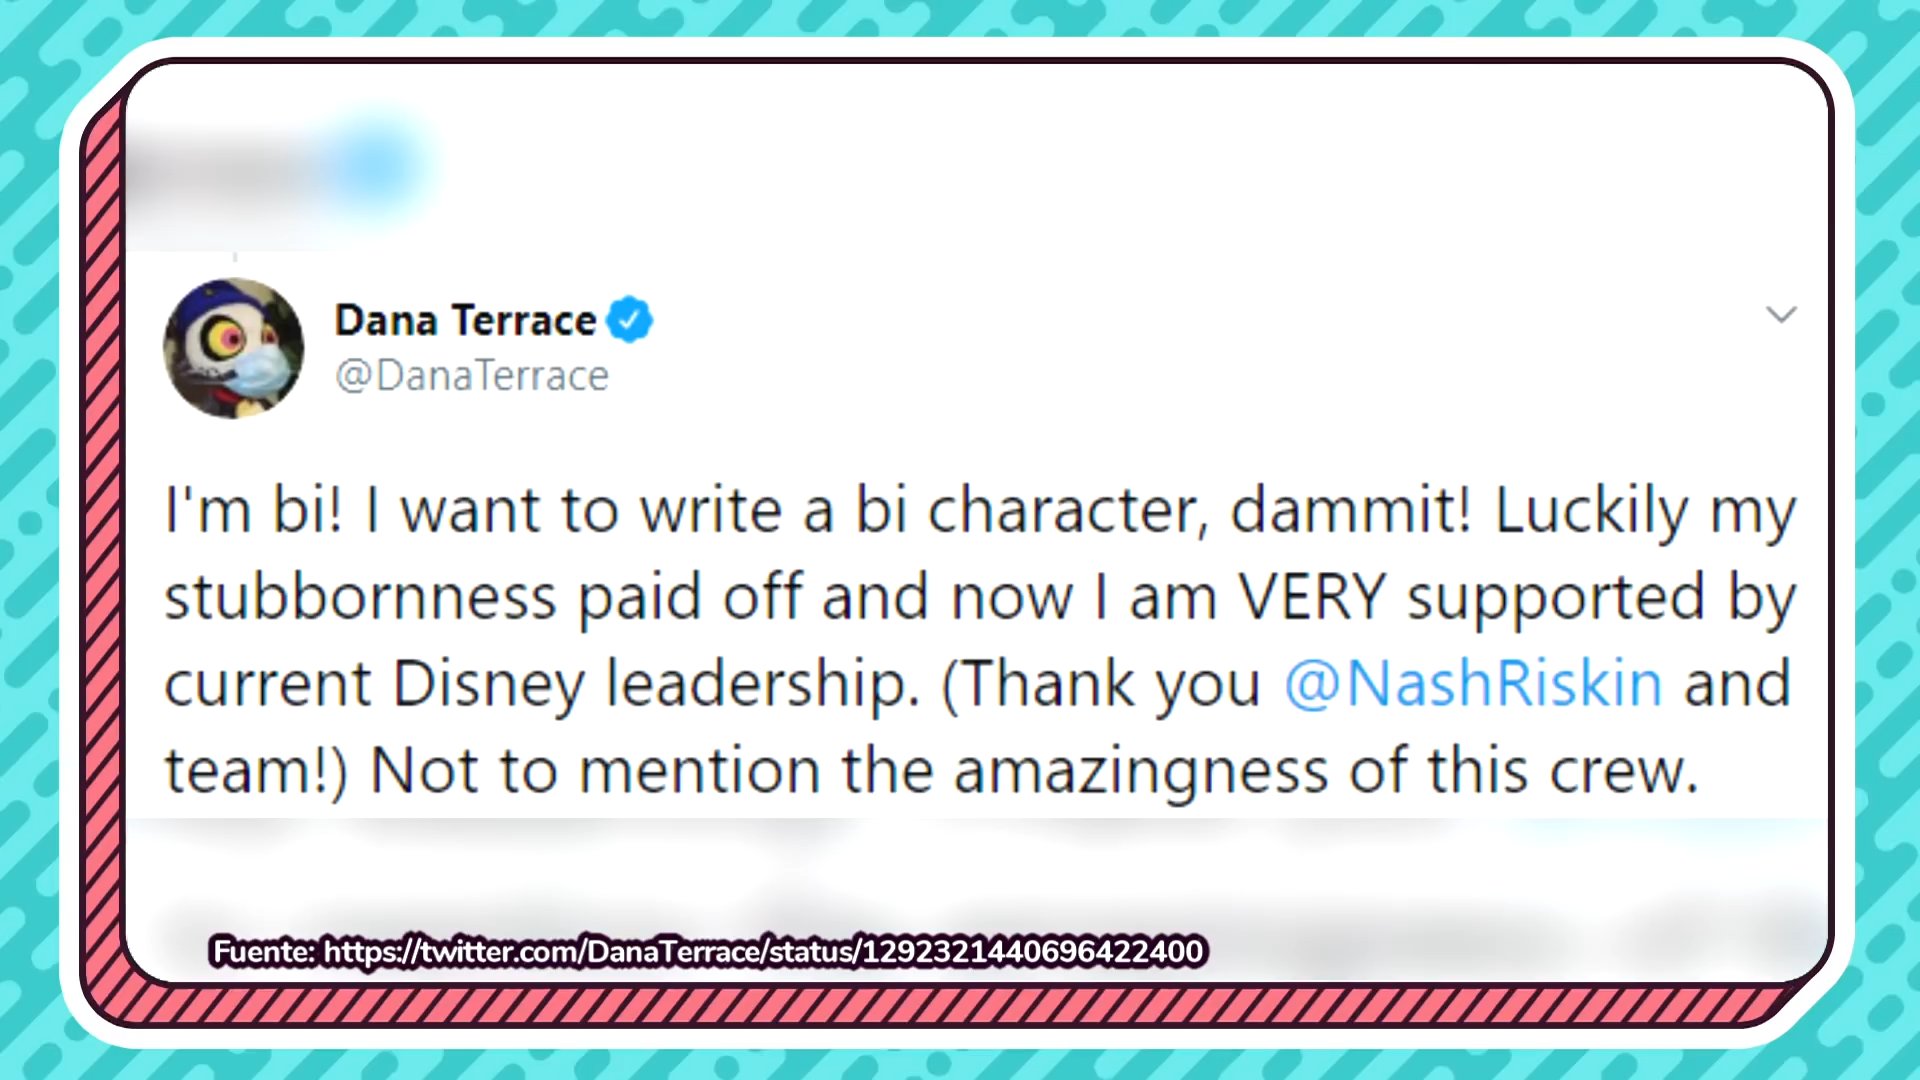 Dana Terrace
@DanaTerrace
I'm bi! I want to write a bi character, dammit! Luckily my
stubbornness paid off and now I am VERY supported by
current Disney leadership. (Thank you @NashRiskin and
team!) Not to mention the amazingness of this crew.
Fuente: https://twitter.com/DanaTerrace/status/1292321440696422400